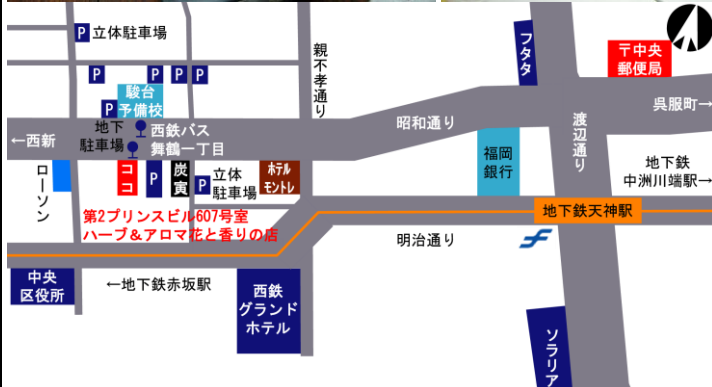 P 立体駐車場
P
P
P
P
駿台
予備校
P
地下
駐車場
西鉄バス
舞鶴一丁目
←西新
ローソン
ココ
P
炭寅
P
立体
駐車場
ホテル
モントレ
親不孝通り
昭和通り
フタタ
〒中央
郵便局
呉服町→
渡辺通り
福岡
銀行
地下鉄
中洲川端駅→
第2プリンスビル607号室
ハーブ&アロマ花と香りの店
地下鉄天神駅
明治通り
中央
区役所
←地下鉄赤坂駅
西鉄
グランド
ホテル
ソラリア